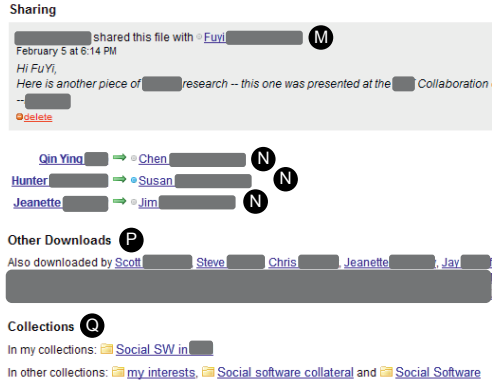 Sharing
shared this file with Fuyi M
February 5 at 6:14 PM
Hi FuYi,
Here is another piece of research -- this one was presented at the Collaboration
--
delete
Qin Ying Chen N
Hunter Susan N
Jeanette Jim N
Other Downloads P
Also downloaded by Scott , Steve Chris , Jeanette , Jay
Collections Q
In my collections: Social SW in
In other collections: my interests, Social software collateral and Social Software